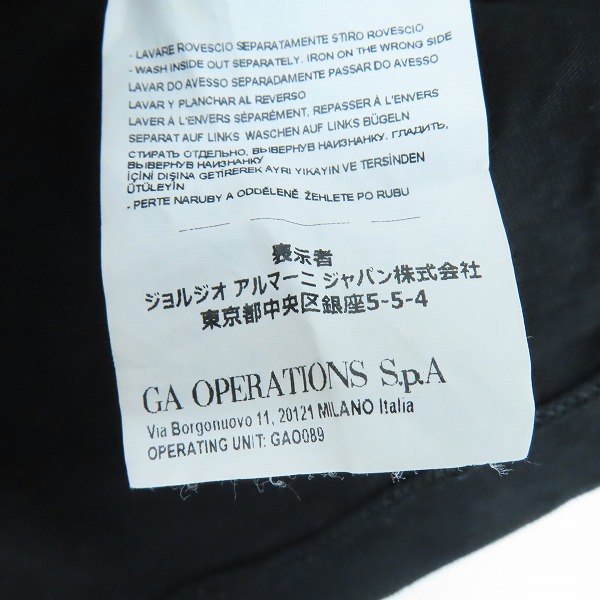 - LAVARE ROVESCIO SEPARATAMENTE STIRO ROVESCIO
- WASH INSIDE OUT SEPARATELY. IRON ON THE WRONG SIDE
LAVAR DO AVESSO SEPARADAMENTE PASSAR DO AVESSO
LAVAR Y PLANCHAR AL REVERSO
LAVER À L'ENVERS SÉPARÉMENT, REPASSER À L'ENVERS
SEPARAT AUF LINKS WASCHEN AUF LINKS BÜGELN
СТИРАТЬ ОТДЕЛЬНО, ВЫВЕРНУВ НАИЗНАНКУ. ГЛАДИТЬ,
ВЫВЕРНУВ НАИЗНАНКУ
İÇİNİ DIŞINA GETİREREK AYRI YIKAYIN VE TERSİNDEN
ÜTÜLEYİN
- PERTE NARUBY A ODDĚLENĚ. ŽEHLETE PO RUBU
表示者
ジョルジオ アルマーニ ジャパン株式会社
東京都中央区銀座5-5-4
GA OPERATIONS S.p.A
Via Borgonuovo 11, 20121 MILANO Italia
OPERATING UNIT: GAO089